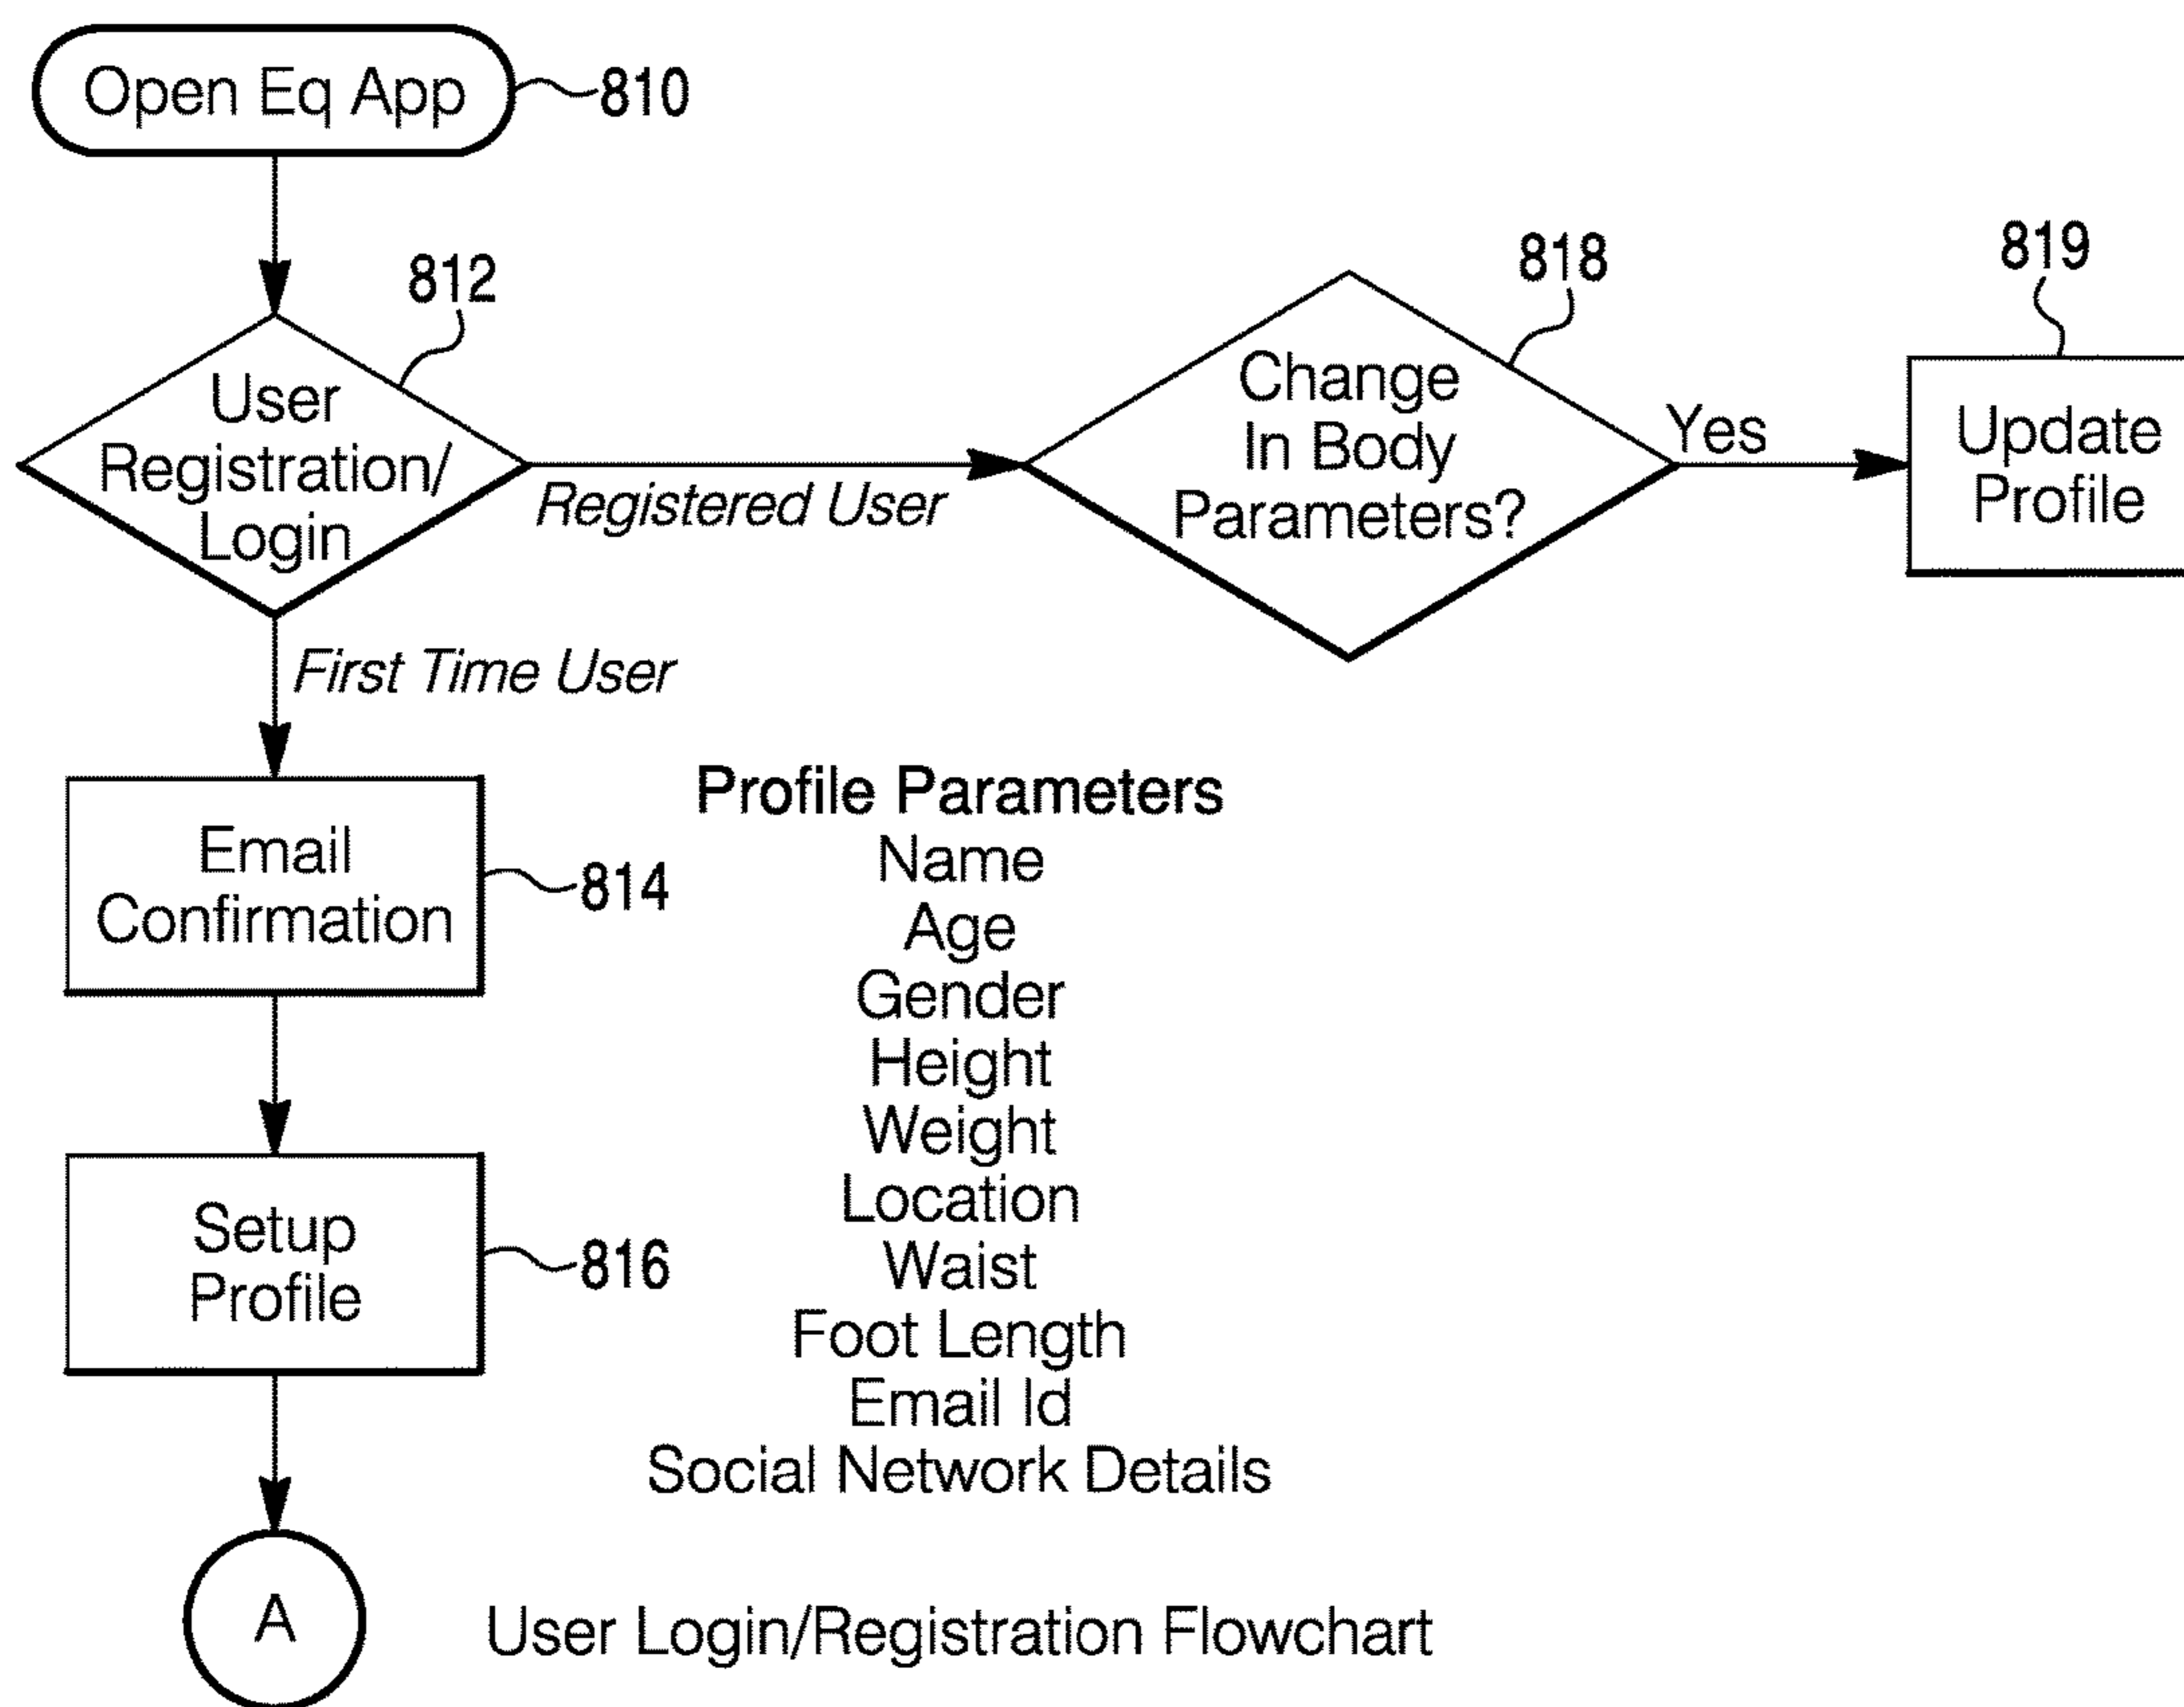 Open Eq App
810
812
User
Registration/
Login
Registered User
818
Change
In Body
Parameters?
Yes
819
Update
Profile
First Time User
Email
Confirmation
814
Setup
Profile
816
Profile Parameters
Name
Age
Gender
Height
Weight
Location
Waist
Foot Length
Email Id
Social Network Details
A
User Login/Registration Flowchart